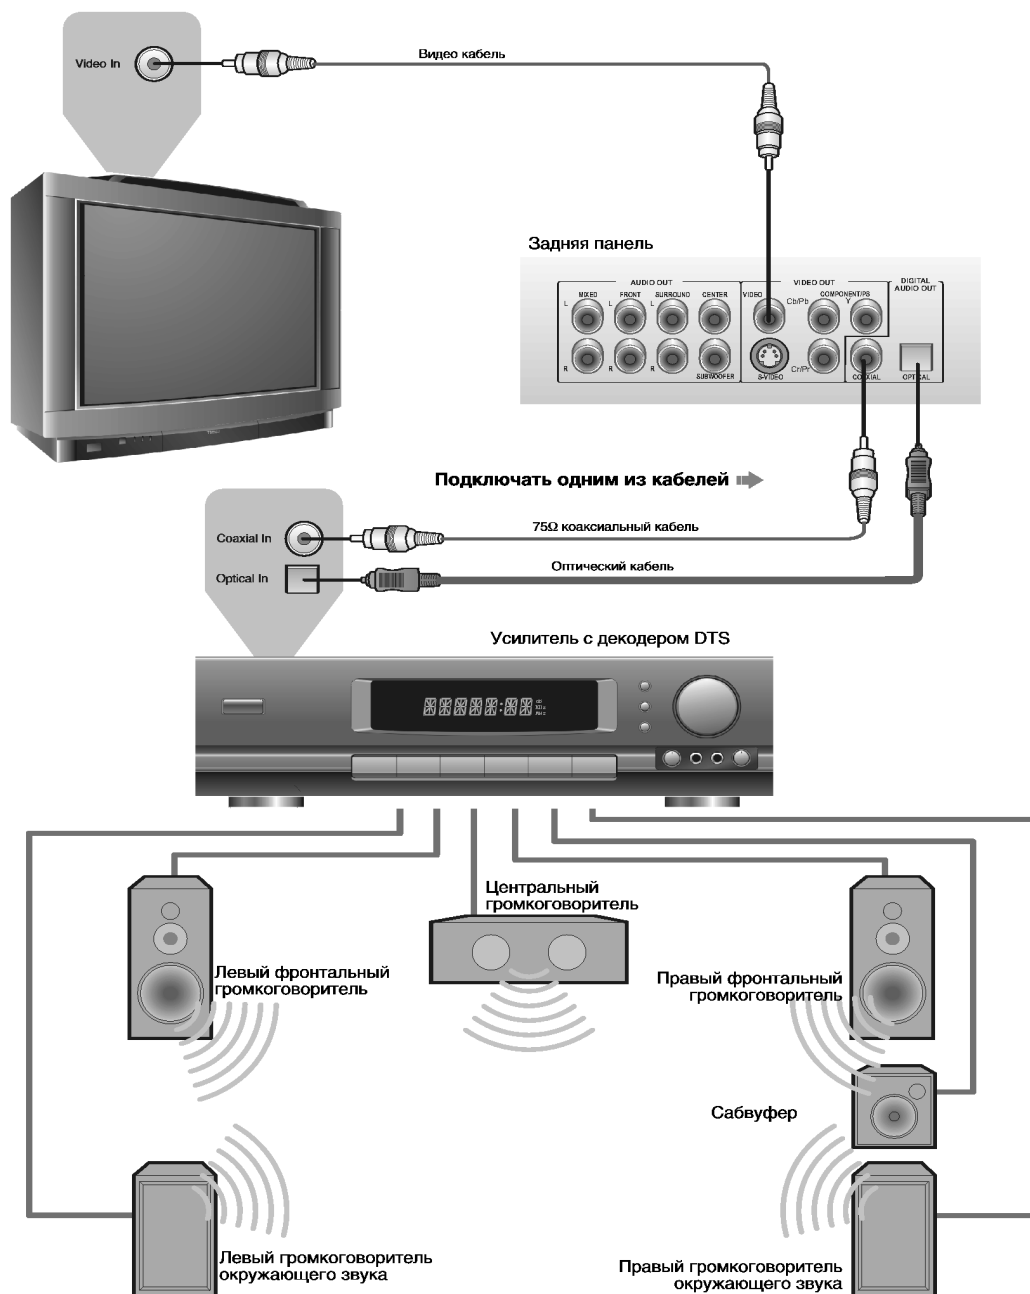 Video In
Видео кабель
Задняя панель
AUDIO OUT
VIDEO OUT
DIGITAL
AUDIO OUT
MIXED
FRONT
SURROUND
CENTER
VIDEO
COMPONENT/PS
L
L
L
Cb/Pb
Y
R
R
R
SUBWOOFER
S-VIDEO
Cr/Pr
COAXIAL
OPTICAL
Подключать одним из кабелей
Coaxial In
75Ω коаксиальный кабель
Optical In
Оптический кабель
Усилитель с декодером DTS
Центральный
громкоговоритель
Левый фронтальный
громкоговоритель
Правый фронтальный
громкоговоритель
Сабвуфер
Левый громкоговоритель
окружающего звука
Правый громкоговоритель
окружающего звука